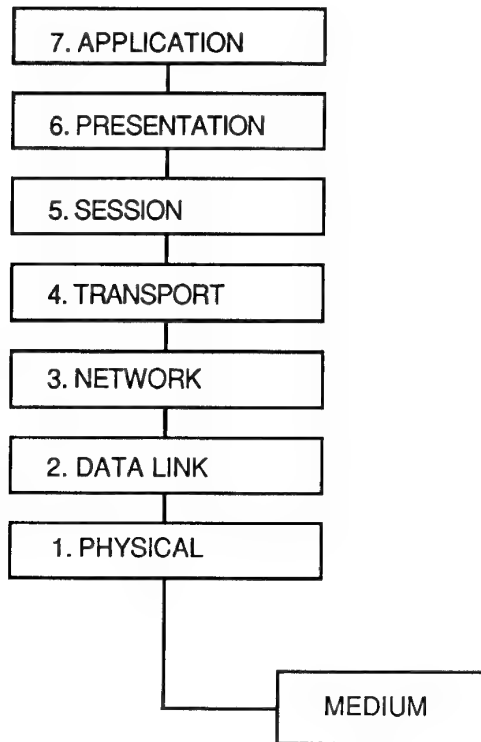 7. APPLICATION
6. PRESENTATION
5. SESSION
4. TRANSPORT
3. NETWORK
2. DATA LINK
1. PHYSICAL
MEDIUM